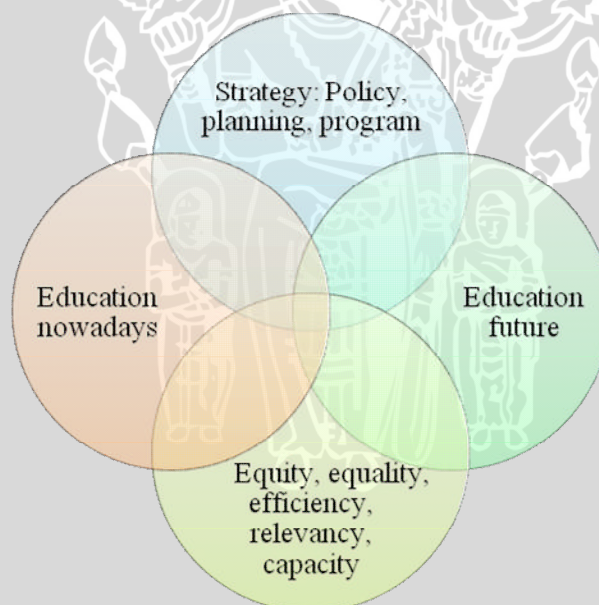 Strategy: Policy,
planning, program
Education
nowadays
Education
future
Equity, equality,
efficiency,
relevancy,
capacity